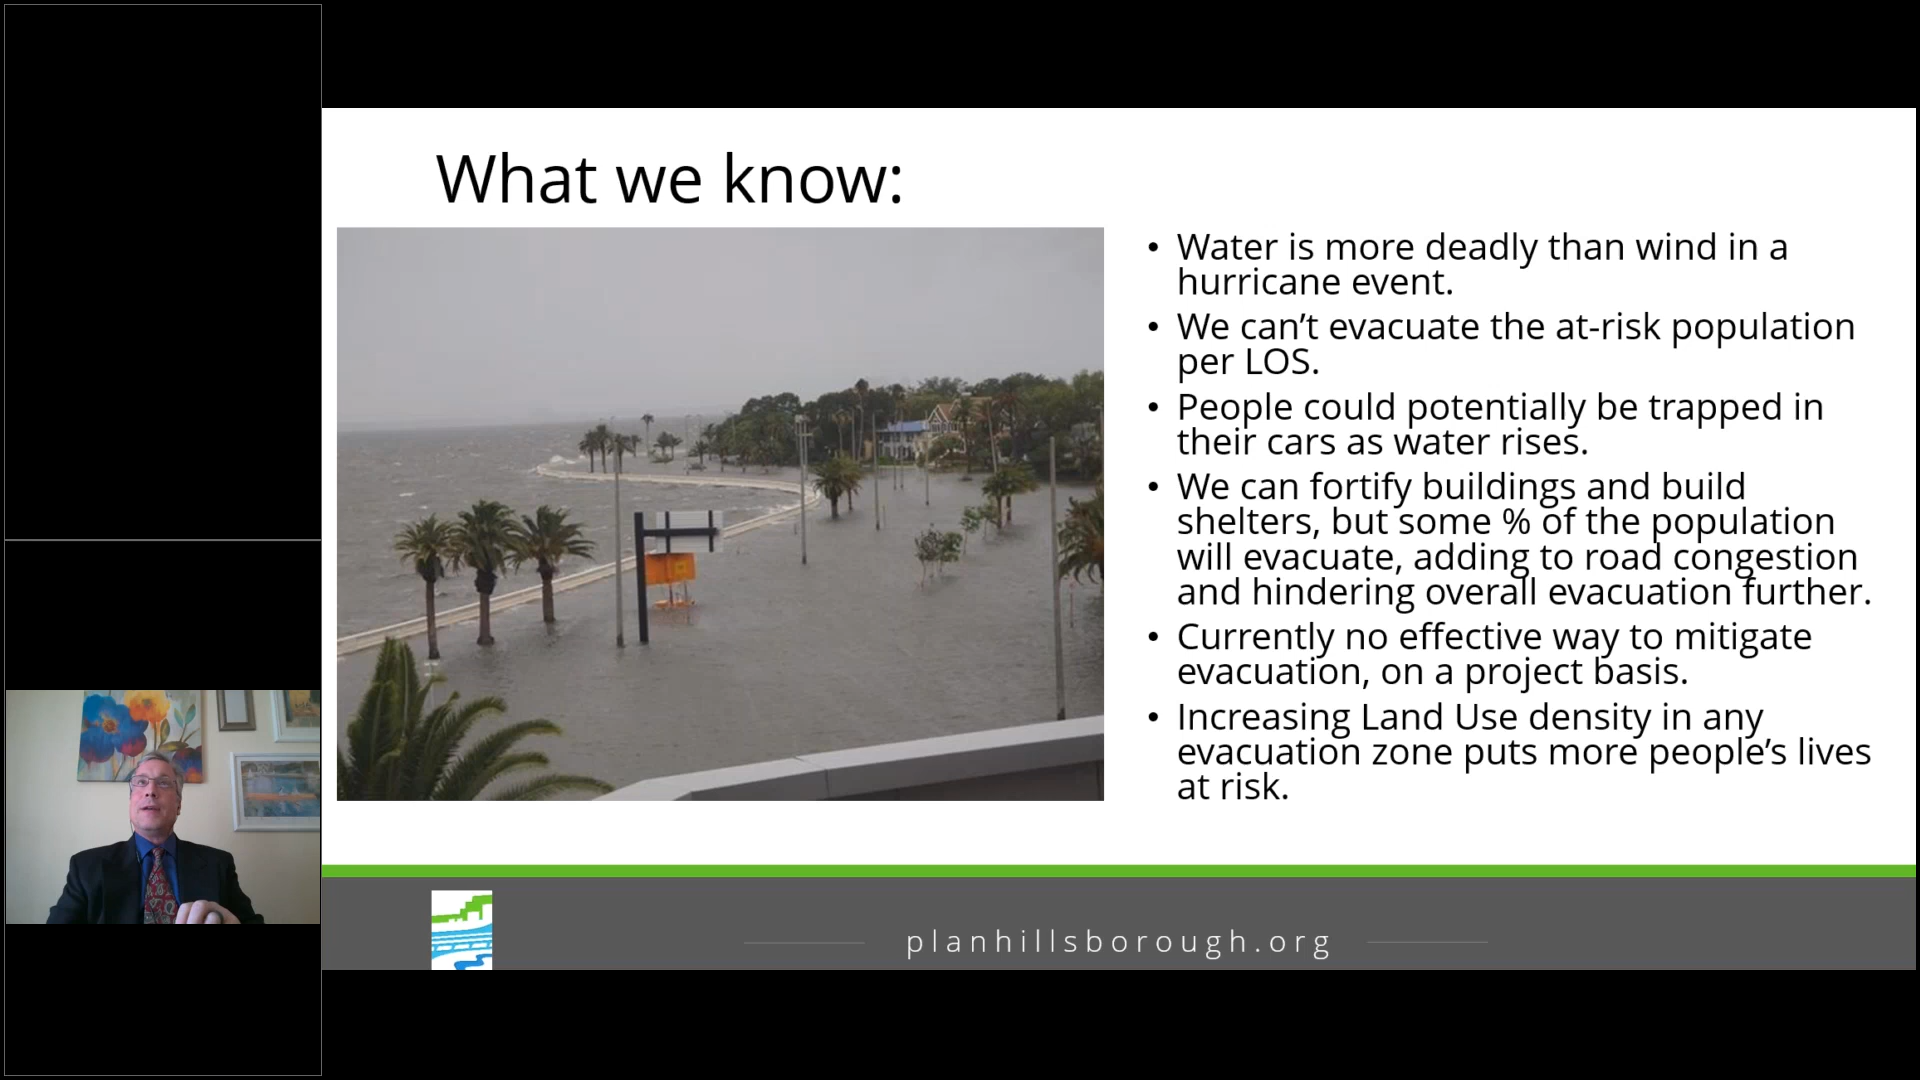 What we know:
• Water is more deadly than wind in a
hurricane event.
• We can’t evacuate the at-risk population
per LOS.
• People could potentially be trapped in
their cars as water rises.
• We can fortify buildings and build
shelters, but some % of the population
will evacuate, adding to road congestion
and hindering overall evacuation further.
• Currently no effective way to mitigate
evacuation, on a project basis.
• Increasing Land Use density in any
evacuation zone puts more people’s lives
at risk.
planhillsborough.org